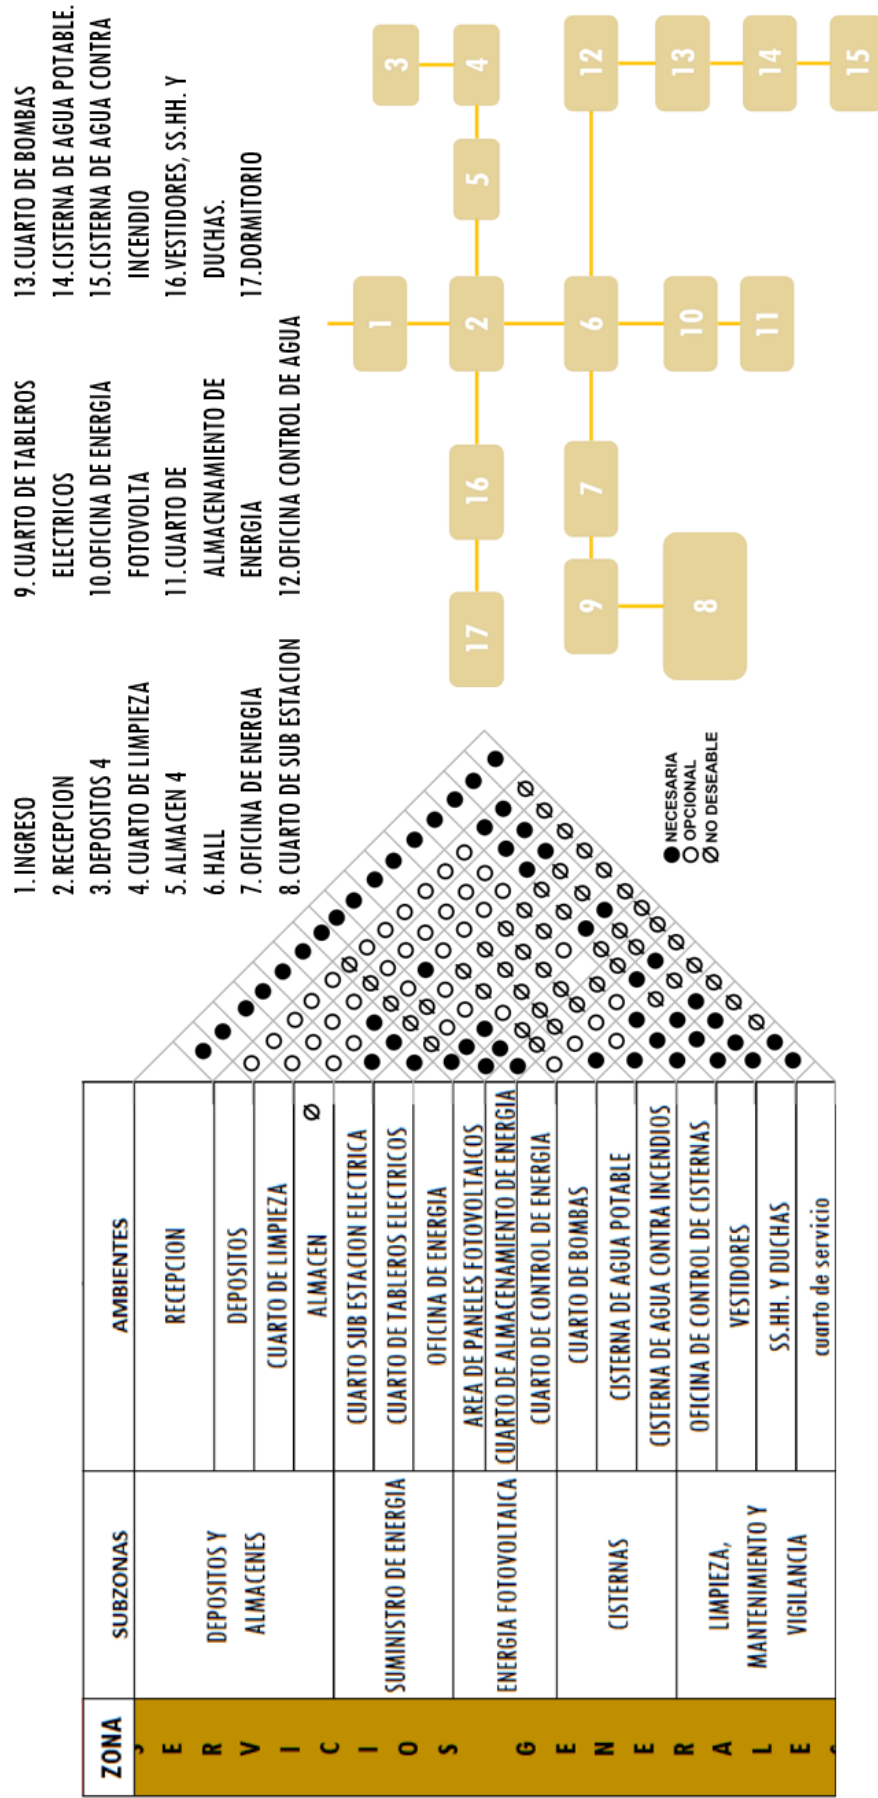 ZONA
SUBZONAS
AMBIENTES
S E R V I C I O S G E N E R A L E S
DEPOSITOS Y
ALMACENES
RECEPCION
DEPOSITOS
CUARTO DE LIMPIEZA
ALMACEN
SUMINISTRO DE ENERGIA
CUARTO SUB ESTACION ELECTRICA
CUARTO DE TABLEROS ELECTRICOS
OFICINA DE ENERGIA
ENERGIA FOTOVOLTAICA
AREA DE PANELES FOTOVOLTAICOS
CUARTO DE ALMACENAMIENTO DE ENERGIA
CUARTO DE CONTROL DE ENERGIA
CISTERNAS
CUARTO DE BOMBAS
CISTERNA DE AGUA POTABLE
CISTERNA DE AGUA CONTRA INCENDIOS
LIMPIEZA,
MANTENIMIENTO Y
VIGILANCIA
OFICINA DE CONTROL DE CISTERNAS
VESTIDORES
SS.HH. Y DUCHAS
cuarto de servicio
NECESARIA
OPCIONAL
NO DESEABLE
1.INGRESO
2.RECEPCION
3.DEPOSITOS 4
4.CUARTO DE LIMPIEZA
5.ALMACEN 4
6.HALL
7.OFICINA DE ENERGIA
8.CUARTO DE SUB ESTACION
9.CUARTO DE TABLEROS
ELECTRICOS
10.OFICINA DE ENERGIA
FOTOVOLTA
11.CUARTO DE
ALMACENAMIENTO DE
ENERGIA
12.OFICINA CONTROL DE AGUA
13.CUARTO DE BOMBAS
14.CISTERNA DE AGUA POTABLE.
15.CISTERNA DE AGUA CONTRA
INCENDIO
16.VESTIDORES, SS.HH. Y
DUCHAS.
17.DORMITORIO
1
3
17
16
2
5
4
9
7
6
12
8
10
13
11
14
15